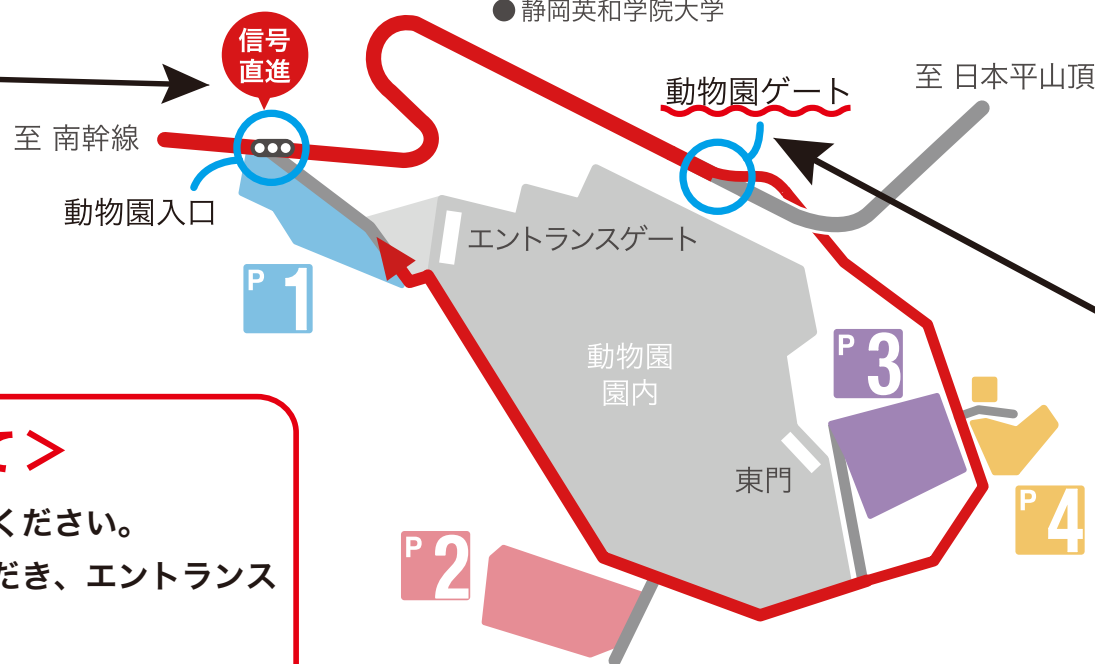 ● 静岡英和学院大学
信号
直進
動物園ゲート
至 日本平山頂
至 南幹線
動物園入口
エントランスゲート
P 1
動物園
園内
P 3
東門
P 4
P 2
て＞
ください。
だき、エントランス